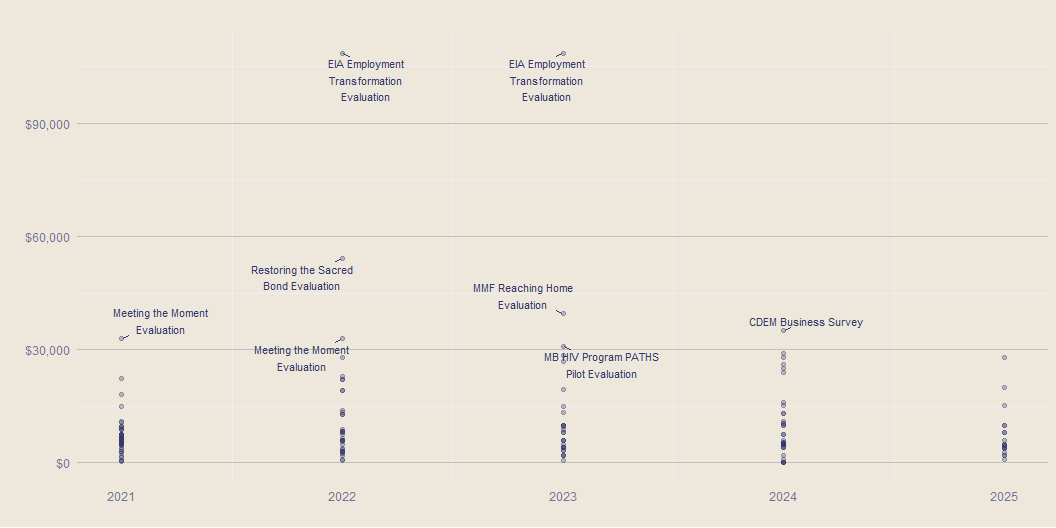 EIA Employment
Transformation
Evaluation
EIA Employment
Transformation
Evaluation
$90,000
$60,000
Restoring the Sacred
Bond Evaluation
MMF Reaching Home
Evaluation
Meeting the Moment
Evaluation
CDEM Business Survey
$30,000
Meeting the Moment
Evaluation
MB HIV Program PATHS
Pilot Evaluation
$0
2021
2022
2023
2024
2025